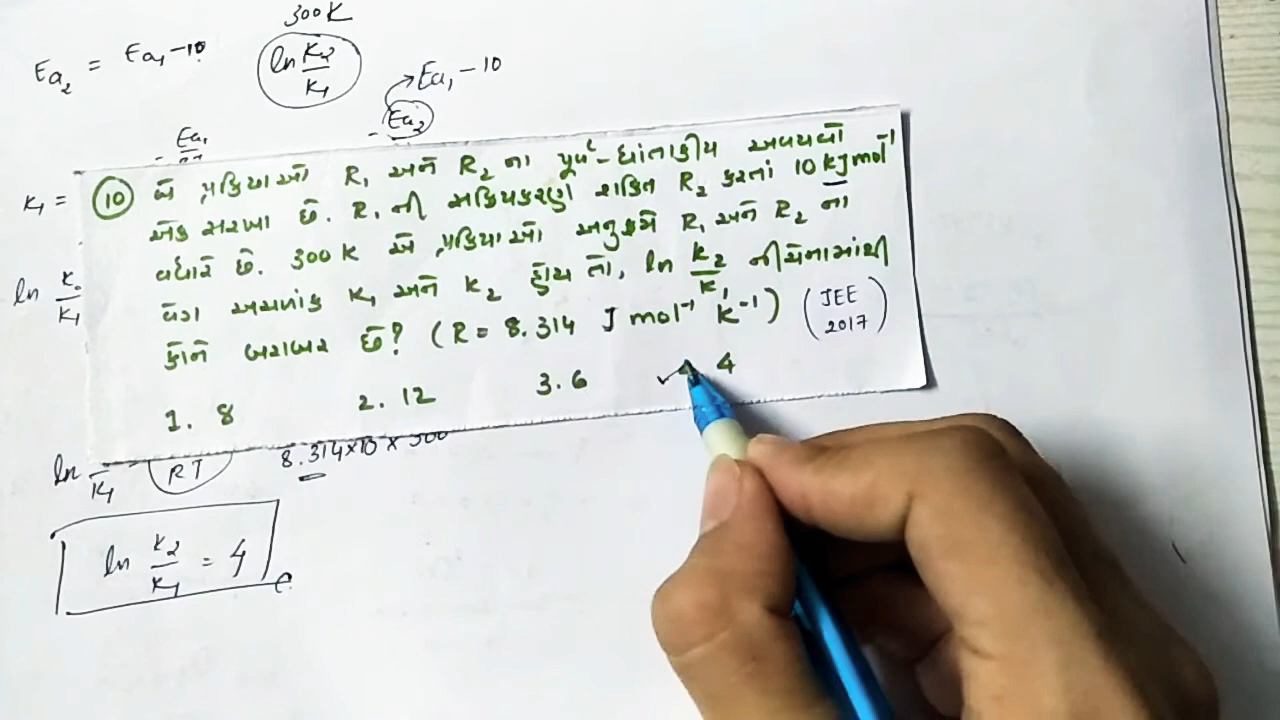 300K
Ea₂ = Ea₁ -10
ln K₂/K₁
Ea₁ - 10
- Ea₂
- Ea₁
K₁ =
ln K₂/K₁
(10) બે પ્રક્રિયાઓ R₁ અને R₂ ના પૂર્વ-ઘાતાંકીય અવયવો
એક સરખા છે. R₁ ની સક્રિયકરણ શક્તિ R₂ કરતાં 10 KJ mol⁻¹
વધારે છે. 300K એ પ્રક્રિયાઓ અનુક્રમે R₁ અને R₂ ના
વેગ અચળાંક K₁ અને K₂ હોય તો, ln K₂/K₁ નીચેનામાંથી
કોને બરાબર છે? (R = 8.314 J mol⁻¹ K⁻¹) (JEE 2017)
1. 8 2. 12 3. 6 4
ln K₁ RT 8.314×10 × 300
ln K₂/K₁ = 4